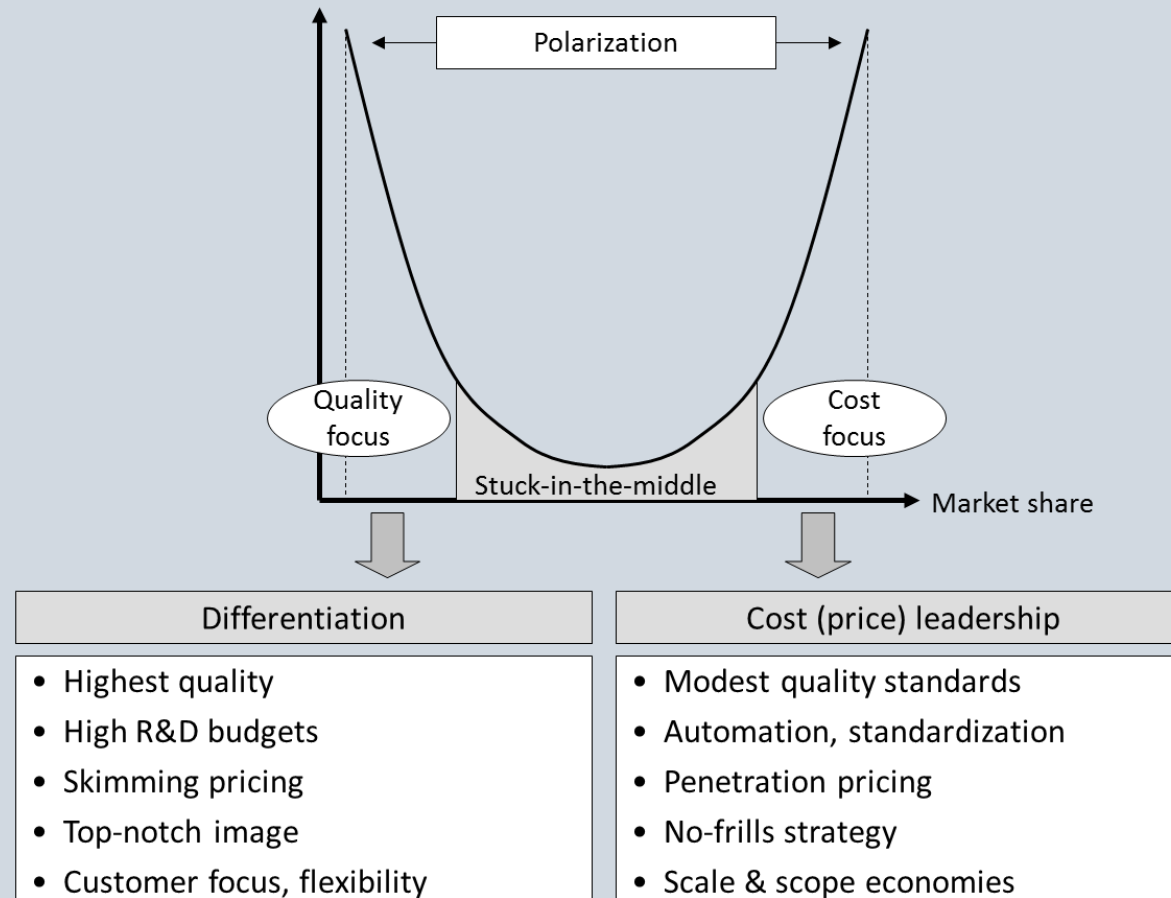 Polarization
Quality
focus
Cost
focus
Stuck-in-the-middle
Market share
Differentiation
• Highest quality
• High R&D budgets
• Skimming pricing
• Top-notch image
• Customer focus, flexibility
Cost (price) leadership
• Modest quality standards
• Automation, standardization
• Penetration pricing
• No-frills strategy
• Scale & scope economies